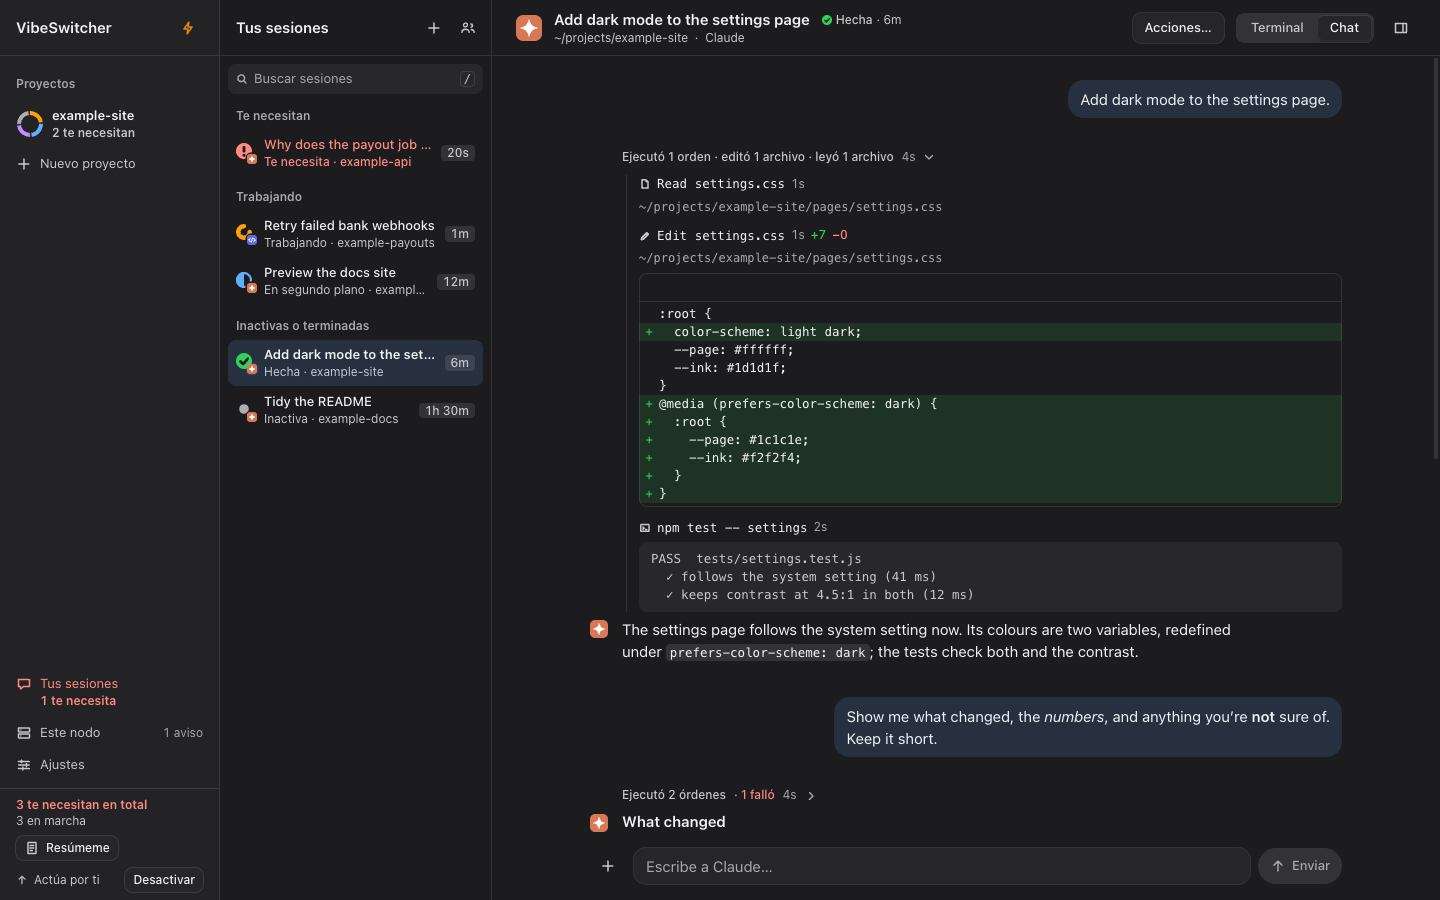 VibeSwitcher
Proyectos
example-site
2 te necesitan
Nuevo proyecto
Tus sesiones
1 te necesita
Este nodo
1 aviso
Ajustes
3 te necesitan en total
3 en marcha
Resúmeme
Actúa por ti
Desactivar
Tus sesiones
Buscar sesiones
/
Te necesitan
Why does the payout job ...
20s
Te necesita · example-api
Trabajando
Retry failed bank webhooks
1m
Trabajando · example-payouts
Preview the docs site
12m
En segundo plano · exampl...
Inactivas o terminadas
Add dark mode to the set...
6m
Hecha · example-site
Tidy the README
1h 30m
Inactiva · example-docs
Add dark mode to the settings page
Hecha · 6m
~/projects/example-site · Claude
Acciones...
Terminal
Chat
Add dark mode to the settings page.
Ejecutó 1 orden · editó 1 archivo · leyó 1 archivo 4s
Read settings.css 1s
~/projects/example-site/pages/settings.css
Edit settings.css 1s +7 −0
~/projects/example-site/pages/settings.css
:root {
+ color-scheme: light dark;
--page: #ffffff;
--ink: #1d1d1f;
}
+ @media (prefers-color-scheme: dark) {
+ :root {
+ --page: #1c1c1e;
+ --ink: #f2f2f4;
+ }
+ }
npm test -- settings 2s
PASS tests/settings.test.js
✓ follows the system setting (41 ms)
✓ keeps contrast at 4.5:1 in both (12 ms)
The settings page follows the system setting now. Its colours are two variables, redefined
under prefers-color-scheme: dark; the tests check both and the contrast.
Show me what changed, the numbers, and anything you’re not sure of.
Keep it short.
Ejecutó 2 órdenes · 1 falló 4s
What changed
Escribe a Claude...
Enviar